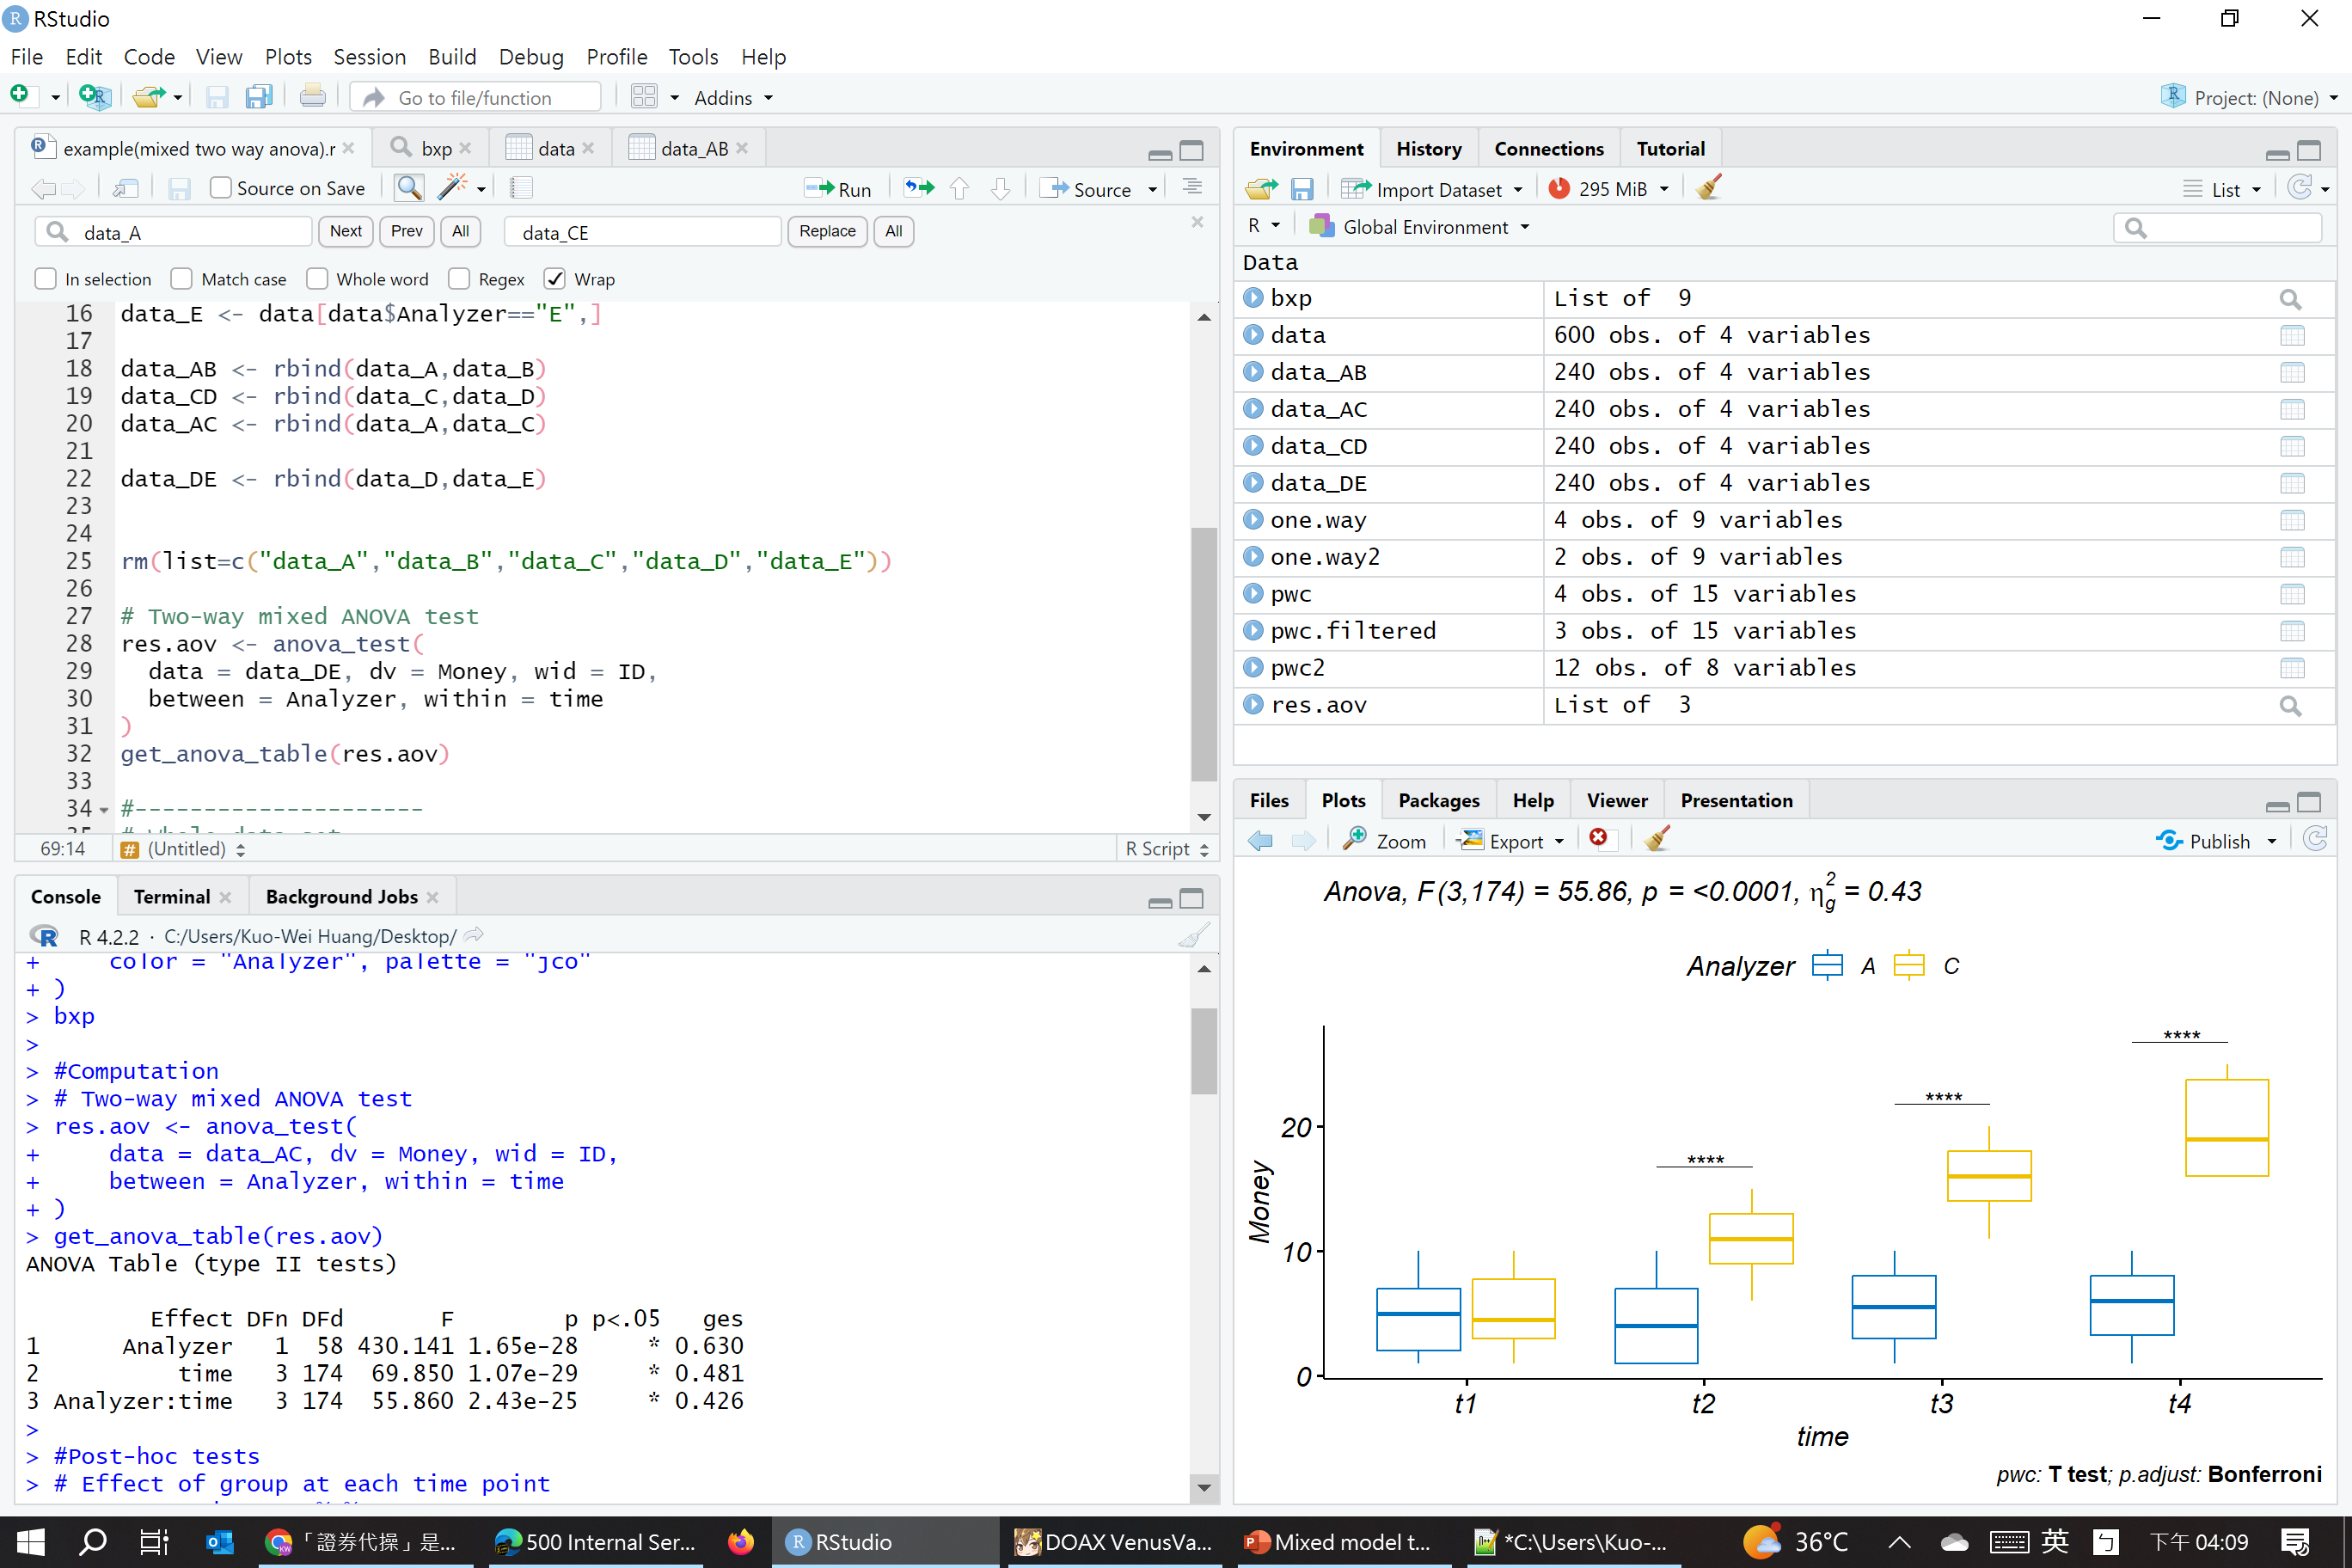 RStudio
File Edit Code View Plots Session Build Debug Profile Tools Help
Go to file/function Addins Project: (None)
example(mixed two way anova).r bxp data data_AB
Source on Save Run Source
data_A Next Prev All data_CE Replace All
In selection Match case Whole word Regex Wrap
16 data_E <- data[data$Analyzer=="E",]
17
18 data_AB <- rbind(data_A,data_B)
19 data_CD <- rbind(data_C,data_D)
20 data_AC <- rbind(data_A,data_C)
21
22 data_DE <- rbind(data_D,data_E)
23
24
25 rm(list=c("data_A","data_B","data_C","data_D","data_E"))
26
27 # Two-way mixed ANOVA test
28 res.aov <- anova_test(
29 data = data_DE, dv = Money, wid = ID,
30 between = Analyzer, within = time
31 )
32 get_anova_table(res.aov)
33
34 #---------------------
69:14 # (Untitled) R Script
Console Terminal Background Jobs
R 4.2.2 · C:/Users/Kuo-Wei Huang/Desktop/
+ color = "Analyzer", palette = "jco"
+ )
> bxp
>
> #Computation
> # Two-way mixed ANOVA test
> res.aov <- anova_test(
+ data = data_AC, dv = Money, wid = ID,
+ between = Analyzer, within = time
+ )
> get_anova_table(res.aov)
ANOVA Table (type II tests)
Effect DFn DFd F p p<.05 ges
1 Analyzer 1 58 430.141 1.65e-28 * 0.630
2 time 3 174 69.850 1.07e-29 * 0.481
3 Analyzer:time 3 174 55.860 2.43e-25 * 0.426
>
> #Post-hoc tests
> # Effect of group at each time point
Environment History Connections Tutorial
Import Dataset 295 MiB List
R Global Environment
Data
bxp List of 9
data 600 obs. of 4 variables
data_AB 240 obs. of 4 variables
data_AC 240 obs. of 4 variables
data_CD 240 obs. of 4 variables
data_DE 240 obs. of 4 variables
one.way 4 obs. of 9 variables
one.way2 2 obs. of 9 variables
pwc 4 obs. of 15 variables
pwc.filtered 3 obs. of 15 variables
pwc2 12 obs. of 8 variables
res.aov List of 3
Files Plots Packages Help Viewer Presentation
Zoom Export Publish
Anova, F(3,174) = 55.86, p = <0.0001, η²g = 0.43
Analyzer A C
****
****
****
20
10
0
Money
t1 t2 t3 t4
time
pwc: T test; p.adjust: Bonferroni
「證券代操」是... 500 Internal Ser... RStudio DOAX VenusVa... Mixed model t... *C:\Users\Kuo-... 36°C 英 ㄅ 下午 04:09